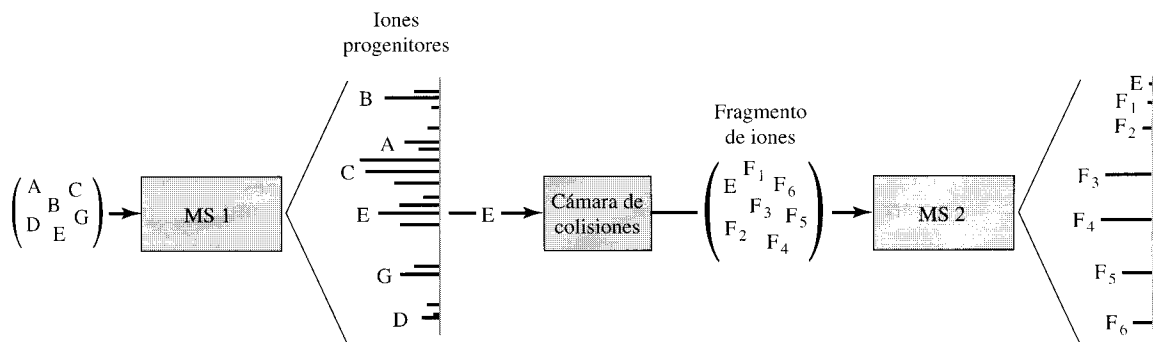 Iones
progenitores
A
B
C
D
E
G
MS 1
B
A
C
E
G
D
E
Cámara de
colisiones
Fragmento
de iones
F1
E
F6
F3
F5
F2
F4
MS 2
E
F1
F2
F3
F4
F5
F6